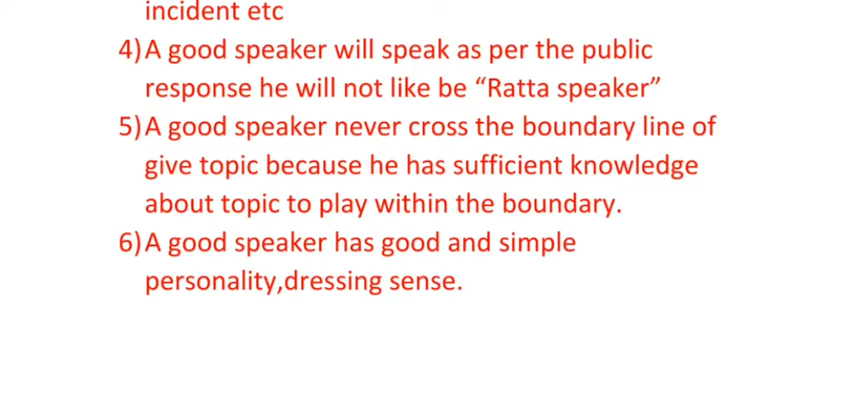 incident etc
4)A good speaker will speak as per the public
response he will not like be “Ratta speaker”
5)A good speaker never cross the boundary line of
give topic because he has sufficient knowledge
about topic to play within the boundary.
6)A good speaker has good and simple
personality,dressing sense.